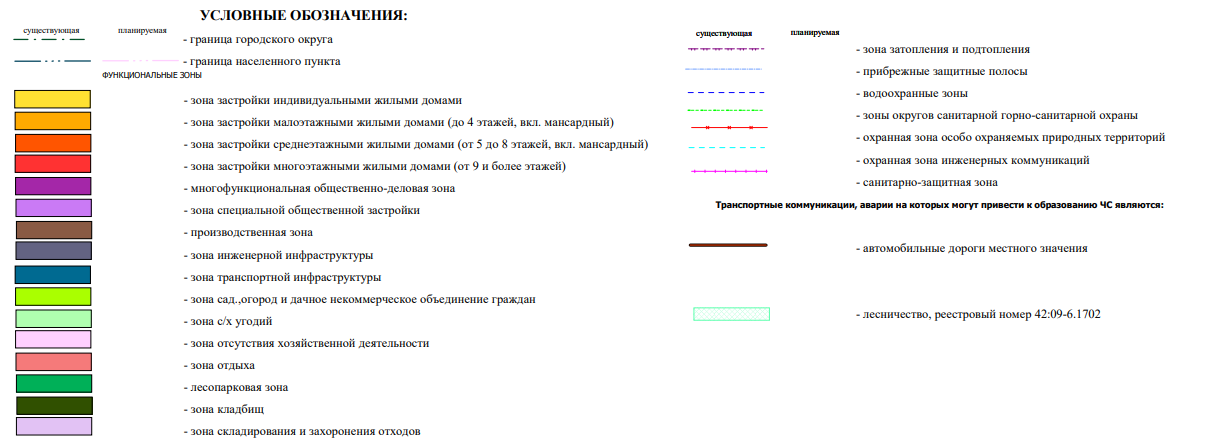 УСЛОВНЫЕ ОБОЗНАЧЕНИЯ:
существующая планируемая
- граница городского округа
- граница населенного пункта
ФУНКЦИОНАЛЬНЫЕ ЗОНЫ
- зона застройки индивидуальными жилыми домами
- зона застройки малоэтажными жилыми домами (до 4 этажей, вкл. мансардный)
- зона застройки среднеэтажными жилыми домами (от 5 до 8 этажей, вкл. мансардный)
- зона застройки многоэтажными жилыми домами (от 9 и более этажей)
- многофункциональная общественно-деловая зона
- зона специальной общественной застройки
- производственная зона
- зона инженерной инфраструктуры
- зона транспортной инфраструктуры
- зона сад.,огород и дачное некоммерческое объединение граждан
- зона с/х угодий
- зона отсутствия хозяйственной деятельности
- зона отдыха
- лесопарковая зона
- зона кладбищ
- зона складирования и захоронения отходов
существующая планируемая
- зона затопления и подтопления
- прибрежные защитные полосы
- водоохранные зоны
- зоны округов санитарной горно-санитарной охраны
- охранная зона особо охраняемых природных территорий
- охранная зона инженерных коммуникаций
- санитарно-защитная зона
Транспортные коммуникации, аварии на которых могут привести к образованию ЧС являются:
- автомобильные дороги местного значения
- лесничество, реестровый номер 42:09-6.1702